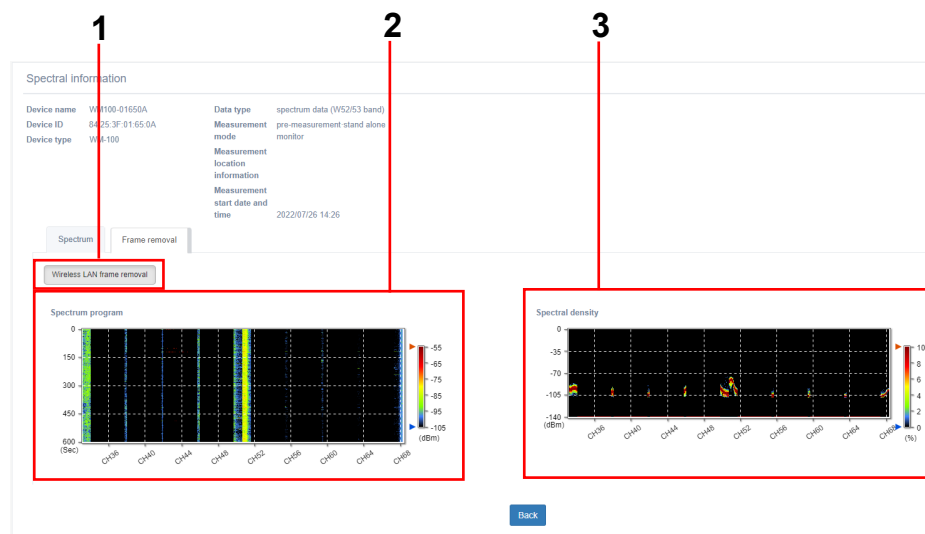 1 2 3
Spectral information
Device name WM100-01650A Data type spectrum data (W52/53 band)
Device ID 84:25:3F:01:65:0A Measurement pre-measurement-stand alone
Device type WM-100 mode monitor
Measurement
location
information
Measurement
start date and
time 2022/07/26 14:26
Spectrum Frame removal
Wireless LAN frame removal
Spectrum program
0
150
300
450
600
(Sec)
CH36 CH40 CH44 CH48 CH52 CH56 CH60 CH64 CH68
-55
-65
-75
-85
-95
-105
(dBm)
Spectral density
0
-35
-70
-105
-140
(dBm)
CH36 CH40 CH44 CH48 CH52 CH56 CH60 CH64 CH68
10
8
6
4
2
0
(%)
Back